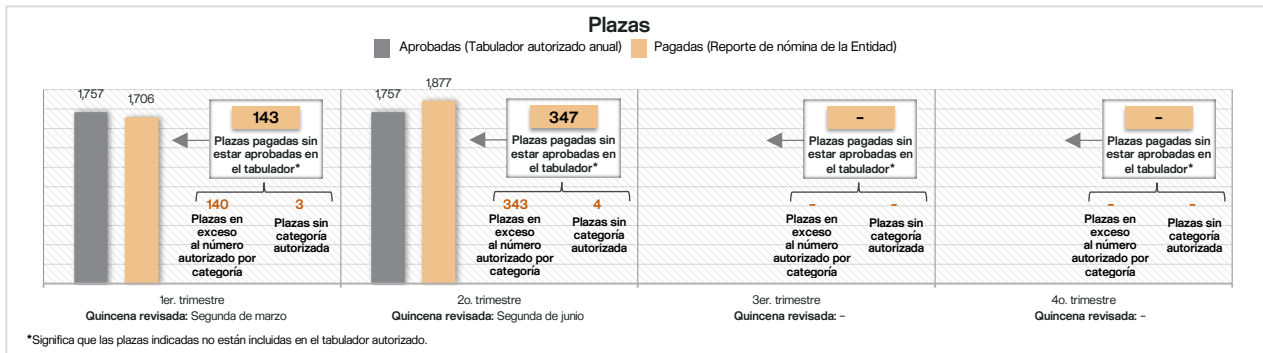 Plazas
Aprobadas (Tabulador autorizado anual)
Pagadas (Reporte de nómina de la Entidad)
1,757
1,706
143
Plazas pagadas sin
estar aprobadas en
el tabulador*
140
Plazas en
exceso
al número
autorizado por
categoría
3
Plazas sin
categoría
autorizada
1er. trimestre
Quincena revisada: Segunda de marzo
1,757
1,877
347
Plazas pagadas sin
estar aprobadas en
el tabulador*
343
Plazas en
exceso
al número
autorizado por
categoría
4
Plazas sin
categoría
autorizada
2o. trimestre
Quincena revisada: Segunda de junio
-
Plazas pagadas sin
estar aprobadas en
el tabulador*
-
Plazas en
exceso
al número
autorizado por
categoría
-
Plazas sin
categoría
autorizada
3er. trimestre
Quincena revisada: -
-
Plazas pagadas sin
estar aprobadas en
el tabulador*
-
Plazas en
exceso
al número
autorizado por
categoría
-
Plazas sin
categoría
autorizada
4o. trimestre
Quincena revisada: -
*Significa que las plazas indicadas no están incluidas en el tabulador autorizado.